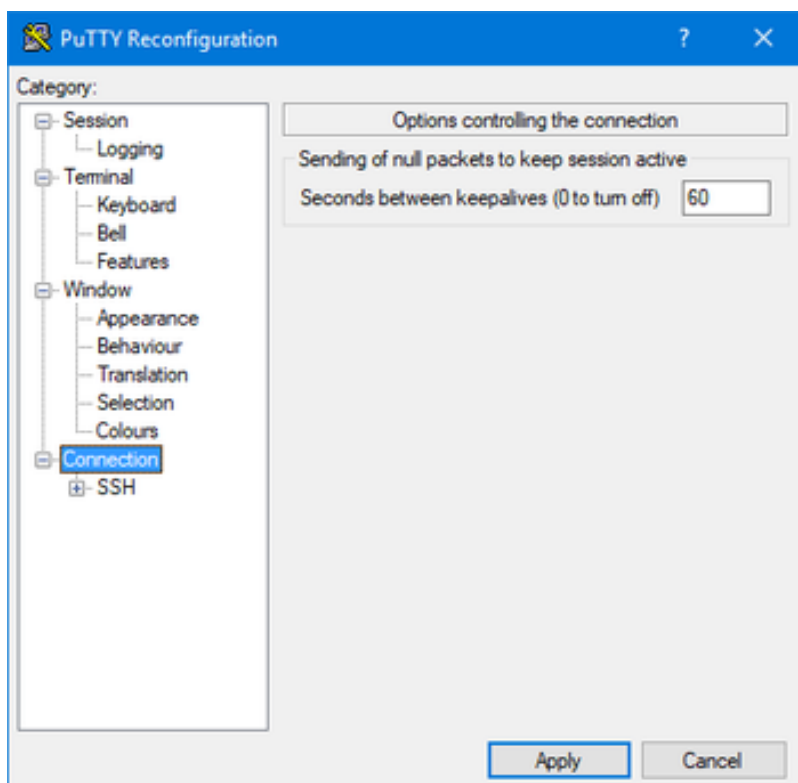 PuTTY Reconfiguration
?
Category:
Session
Logging
Terminal
Keyboard
Bell
Features
Window
Appearance
Behaviour
Translation
Selection
Colours
Connection
SSH
Options controlling the connection
Sending of null packets to keep session active
Seconds between keepalives (0 to turn off) 60
Apply Cancel